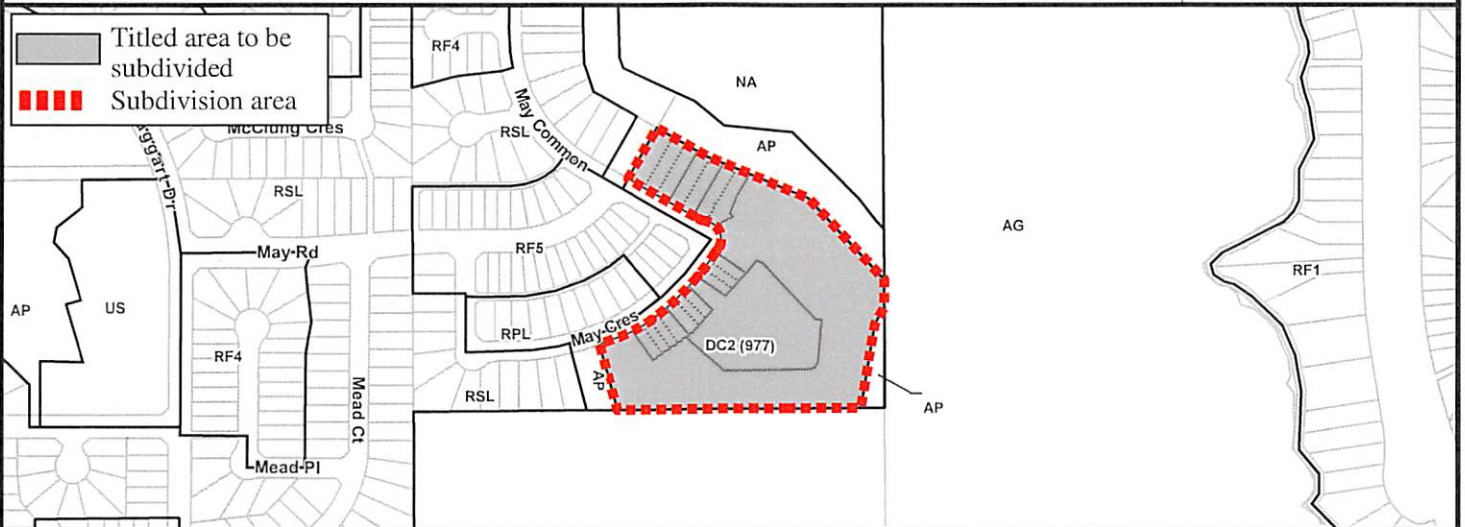 Titled area to be
subdivided
Subdivision area
RF4
NA
May Common
RSL
AP
McClung Cres
RSL
AG
May Rd
RF5
RF1
AP
US
RF4
RPL
May Cres
DC2 (977)
RSL
AP
AP
Mead Ct
Mead Pl